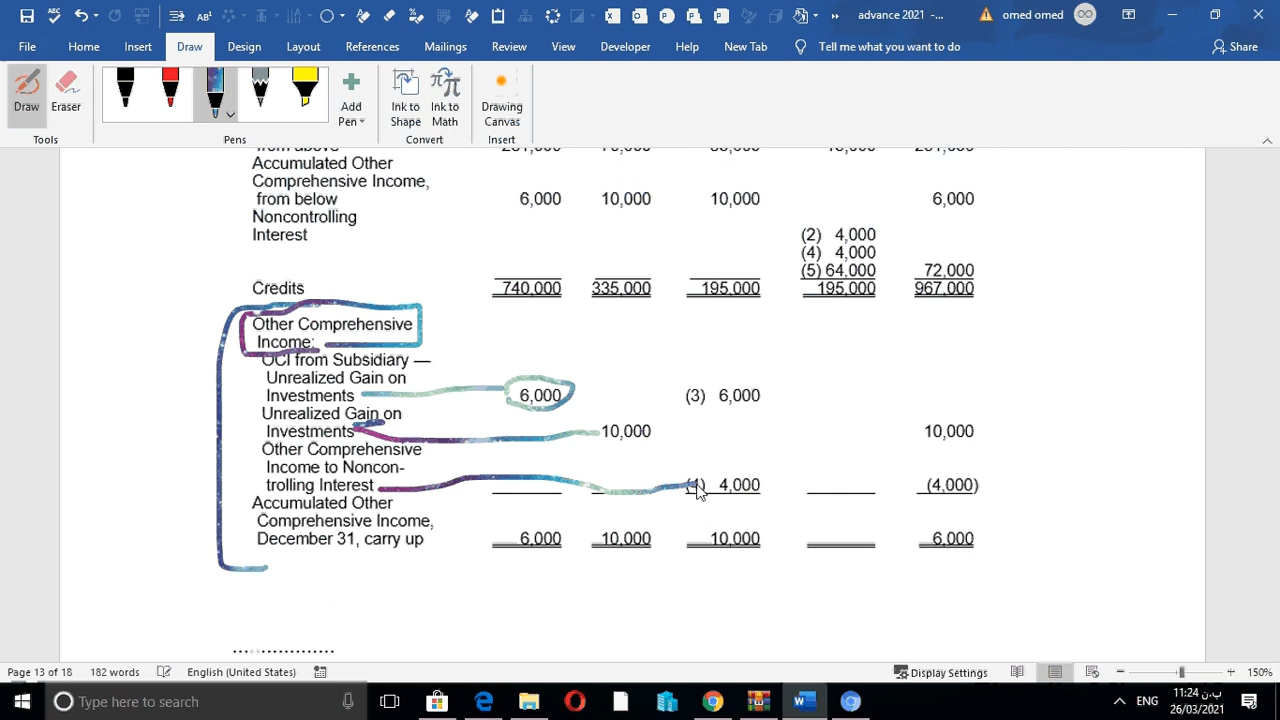 advance 2021 -...
omed omed
File Home Insert Draw Design Layout References Mailings Review View Developer Help New Tab Tell me what you want to do Share
Draw Eraser Add Pen Ink to Shape Ink to Math Drawing Canvas
Tools Pens Convert Insert
from above
Accumulated Other
Comprehensive Income,
from below 6,000 10,000 10,000 6,000
Noncontrolling
Interest (2) 4,000
(4) 4,000
(5) 64,000 72,000
Credits 740,000 335,000 195,000 195,000 967,000
Other Comprehensive
Income:
OCI from Subsidiary —
Unrealized Gain on
Investments 6,000 (3) 6,000
Unrealized Gain on
Investments 10,000 10,000
Other Comprehensive
Income to Noncon-
trolling Interest (4) 4,000 (4,000)
Accumulated Other
Comprehensive Income,
December 31, carry up 6,000 10,000 10,000 6,000
Page 13 of 18 182 words English (United States) Display Settings 150%
Type here to search ENG 11:24 ب.ن
26/03/2021